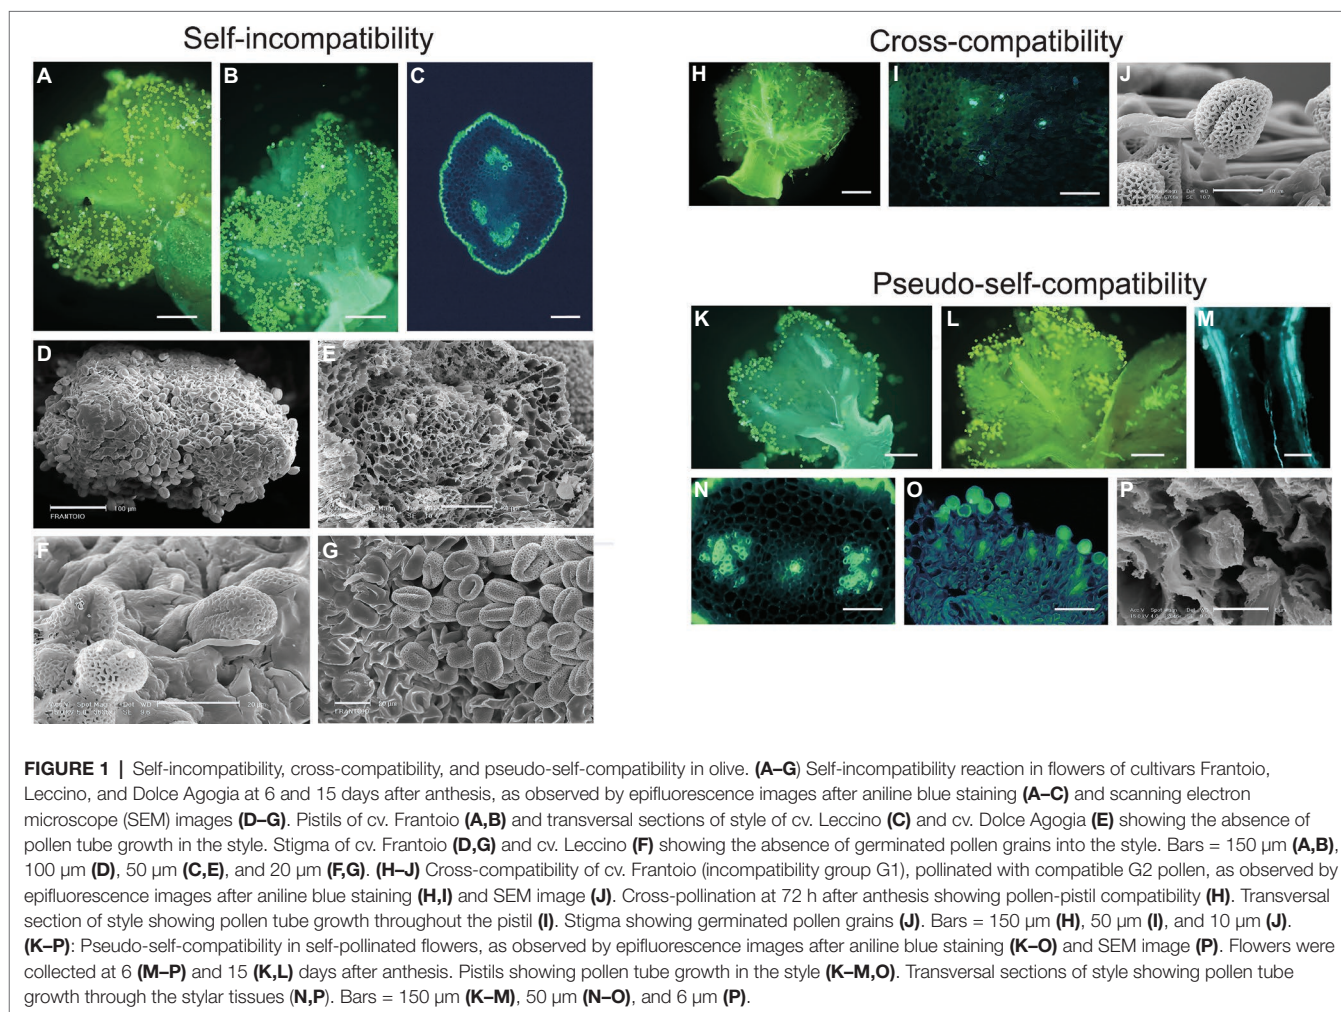 Self-incompatibility
Cross-compatibility
A
B
C
H
I
J
Pseudo-self-compatibility
K
L
M
D
E
100 µm
FRANTOIO
N
O
P
F
G
20 µm
FRANTOIO
FIGURE 1 | Self-incompatibility, cross-compatibility, and pseudo-self-compatibility in olive. (A–G) Self-incompatibility reaction in flowers of cultivars Frantoio,
Leccino, and Dolce Agogia at 6 and 15 days after anthesis, as observed by epifluorescence images after aniline blue staining (A–C) and scanning electron
microscope (SEM) images (D–G). Pistils of cv. Frantoio (A,B) and transversal sections of style of cv. Leccino (C) and cv. Dolce Agogia (E) showing the absence of
pollen tube growth in the style. Stigma of cv. Frantoio (D,G) and cv. Leccino (F) showing the absence of germinated pollen grains into the style. Bars = 150 µm (A,B),
100 µm (D), 50 µm (C,E), and 20 µm (F,G). (H–J) Cross-compatibility of cv. Frantoio (incompatibility group G1), pollinated with compatible G2 pollen, as observed by
epifluorescence images after aniline blue staining (H,I) and SEM image (J). Cross-pollination at 72 h after anthesis showing pollen-pistil compatibility (H). Transversal
section of style showing pollen tube growth throughout the pistil (I). Stigma showing germinated pollen grains (J). Bars = 150 µm (H), 50 µm (I), and 10 µm (J).
(K–P): Pseudo-self-compatibility in self-pollinated flowers, as observed by epifluorescence images after aniline blue staining (K–O) and SEM image (P). Flowers were
collected at 6 (M–P) and 15 (K,L) days after anthesis. Pistils showing pollen tube growth in the style (K–M,O). Transversal sections of style showing pollen tube
growth through the stylar tissues (N,P). Bars = 150 µm (K–M), 50 µm (N–O), and 6 µm (P).